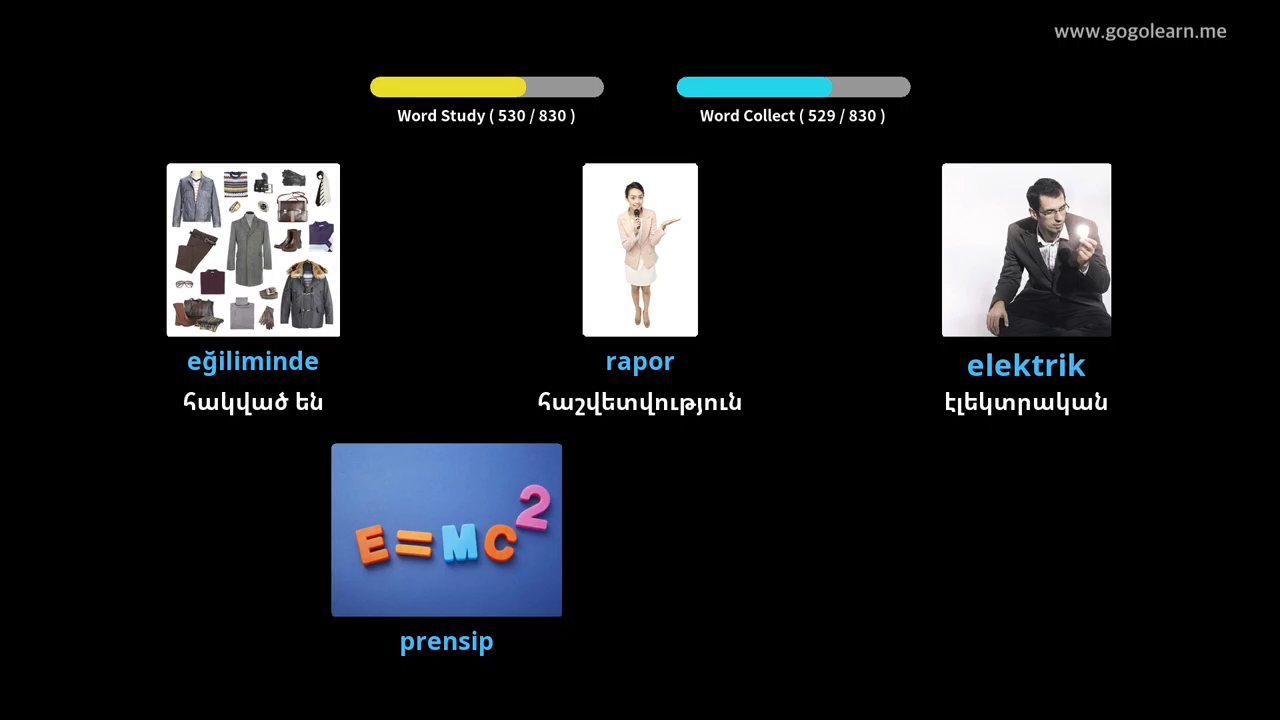 www.gogolearn.me
Word Study ( 530 / 830 )
Word Collect ( 529 / 830 )
eğiliminde
հակված են
rapor
հաշվետվություն
elektrik
էլեկտրական
E=MC2
prensip